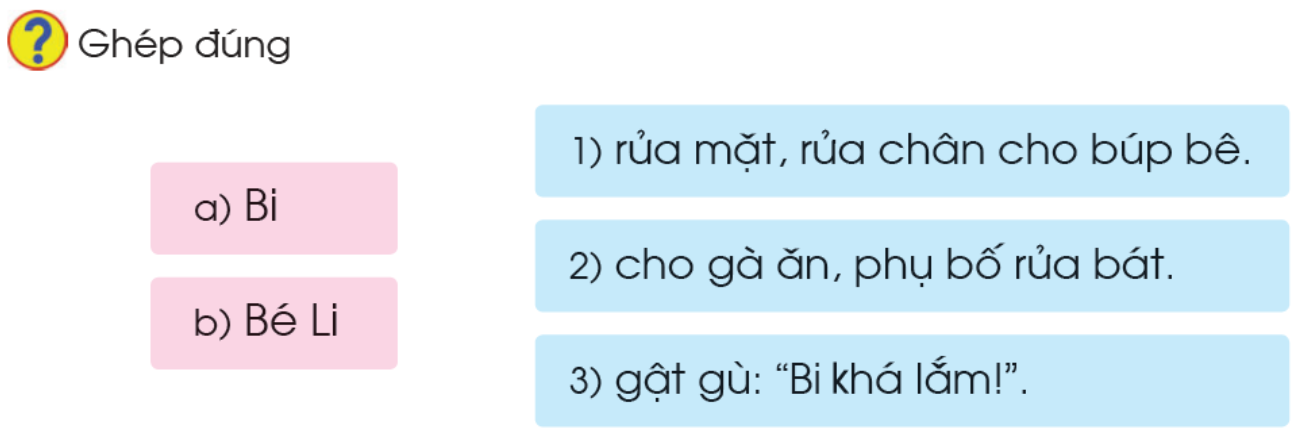 ?
Ghép đúng
a) Bi
b) Bé Li
1) rửa mặt, rửa chân cho búp bê.
2) cho gà ăn, phụ bố rửa bát.
3) gật gù: “Bi khá lắm!”.